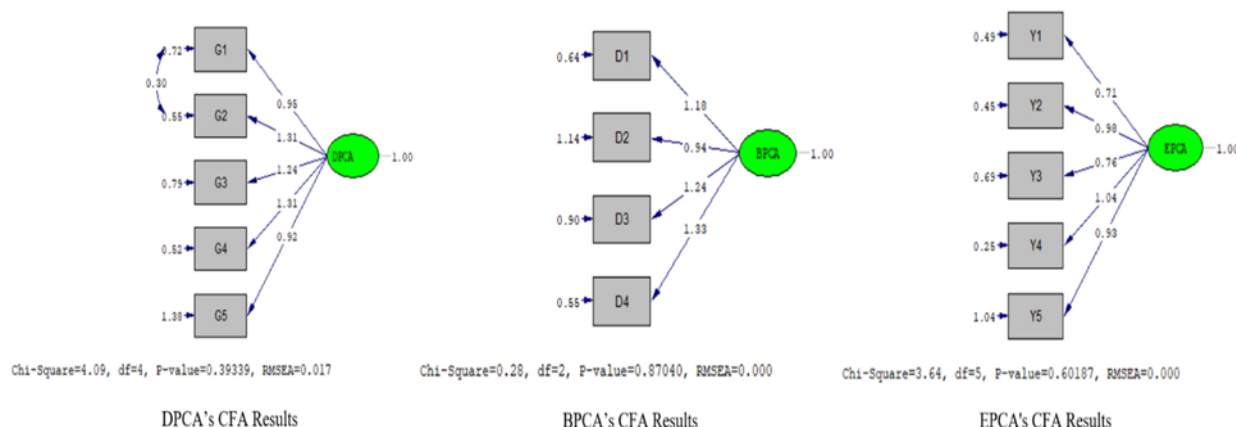 0.72
G1
0.30
0.55
G2
0.79
G3
0.52
G4
1.38
G5
0.95
1.31
1.24
1.31
0.92
DPCA
1.00
Chi-Square=4.09, df=4, P-value=0.39339, RMSEA=0.017
DPCA's CFA Results
0.64
D1
1.14
D2
0.90
D3
0.55
D4
1.18
0.94
1.24
1.33
BPCA
1.00
Chi-Square=0.28, df=2, P-value=0.87040, RMSEA=0.000
BPCA's CFA Results
0.49
Y1
0.45
Y2
0.69
Y3
0.25
Y4
1.04
Y5
0.71
0.98
0.76
1.04
0.93
EPCA
1.00
Chi-Square=3.64, df=5, P-value=0.60187, RMSEA=0.000
EPCA's CFA Results